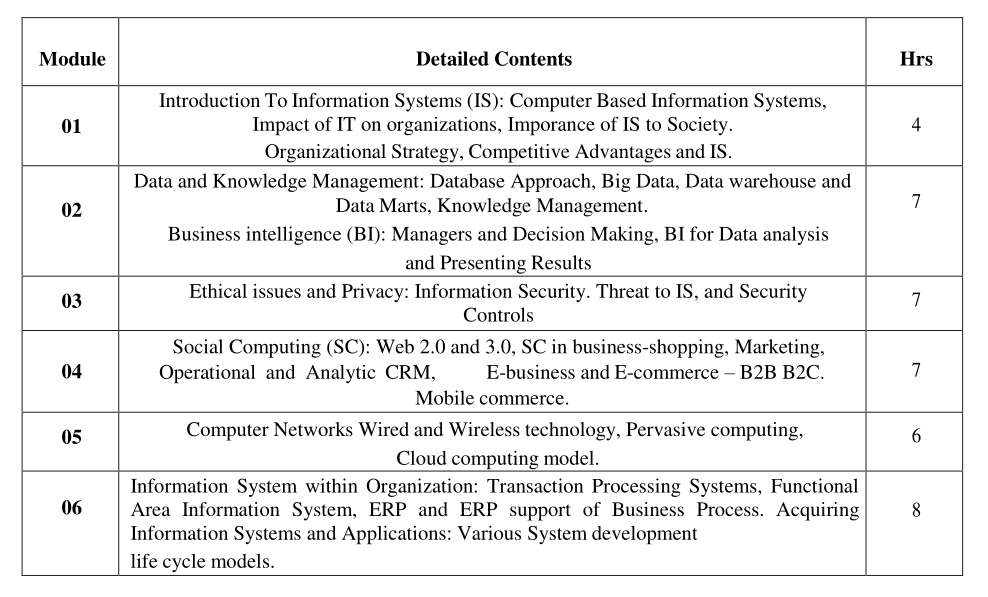 Module Detailed Contents Hrs
Introduction To Information Systems (IS): Computer Based Information Systems,
01 Impact of IT on organizations, Imporance of IS to Society. 4
Organizational Strategy, Competitive Advantages and IS.
Data and Knowledge Management: Database Approach, Big Data, Data warehouse and
02 Data Marts, Knowledge Management. 7
Business intelligence (BI): Managers and Decision Making, BI for Data analysis
and Presenting Results
03 Ethical issues and Privacy: Information Security. Threat to IS, and Security 7
Controls
Social Computing (SC): Web 2.0 and 3.0, SC in business-shopping, Marketing,
04 Operational and Analytic CRM, E-business and E-commerce – B2B B2C. 7
Mobile commerce.
05 Computer Networks Wired and Wireless technology, Pervasive computing, 6
Cloud computing model.
Information System within Organization: Transaction Processing Systems, Functional
06 Area Information System, ERP and ERP support of Business Process. Acquiring 8
Information Systems and Applications: Various System development
life cycle models.